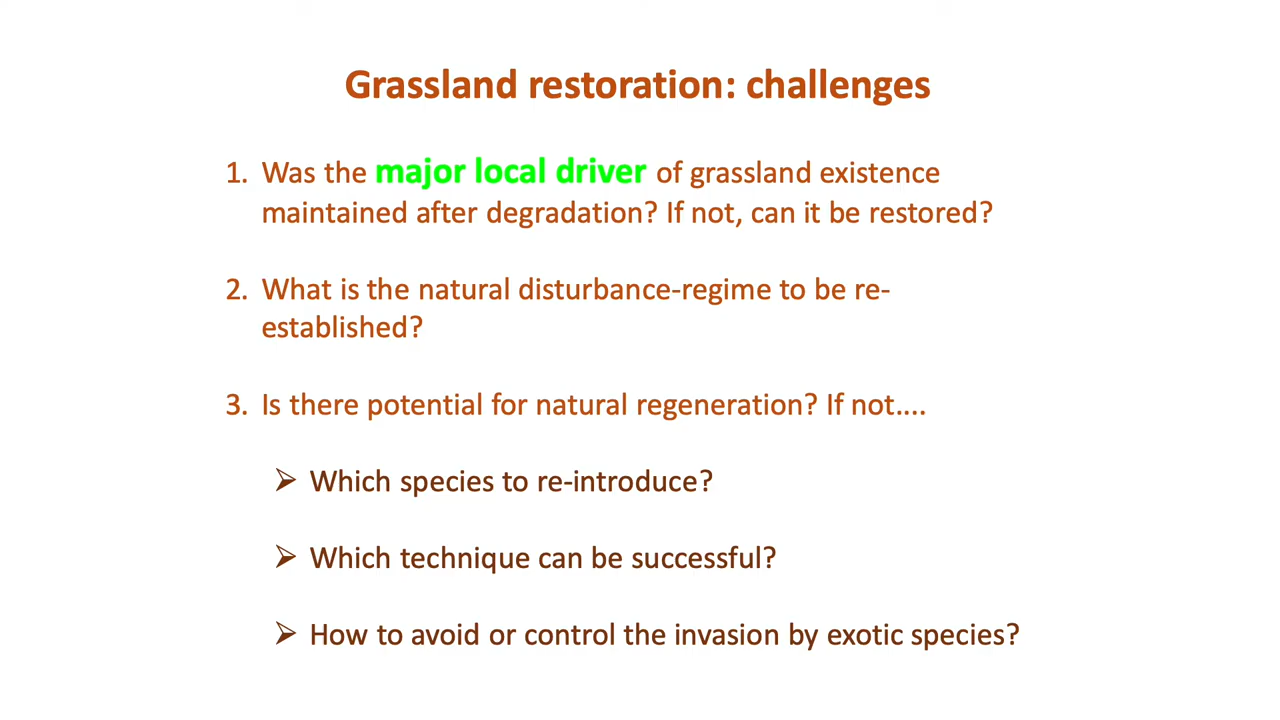 Grassland restoration: challenges
1. Was the major local driver of grassland existence
maintained after degradation? If not, can it be restored?
2. What is the natural disturbance-regime to be re-
established?
3. Is there potential for natural regeneration? If not....
➢ Which species to re-introduce?
➢ Which technique can be successful?
➢ How to avoid or control the invasion by exotic species?